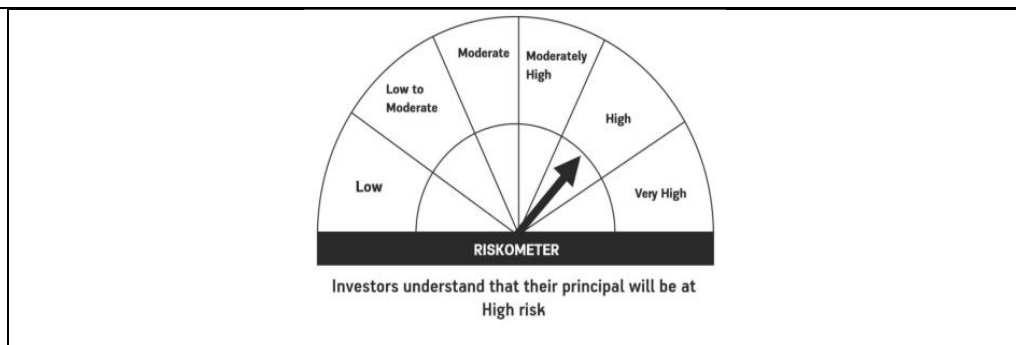 Moderate
Moderately
High
Low to
Moderate
High
Low
Very High
RISKOMETER
Investors understand that their principal will be at
High risk